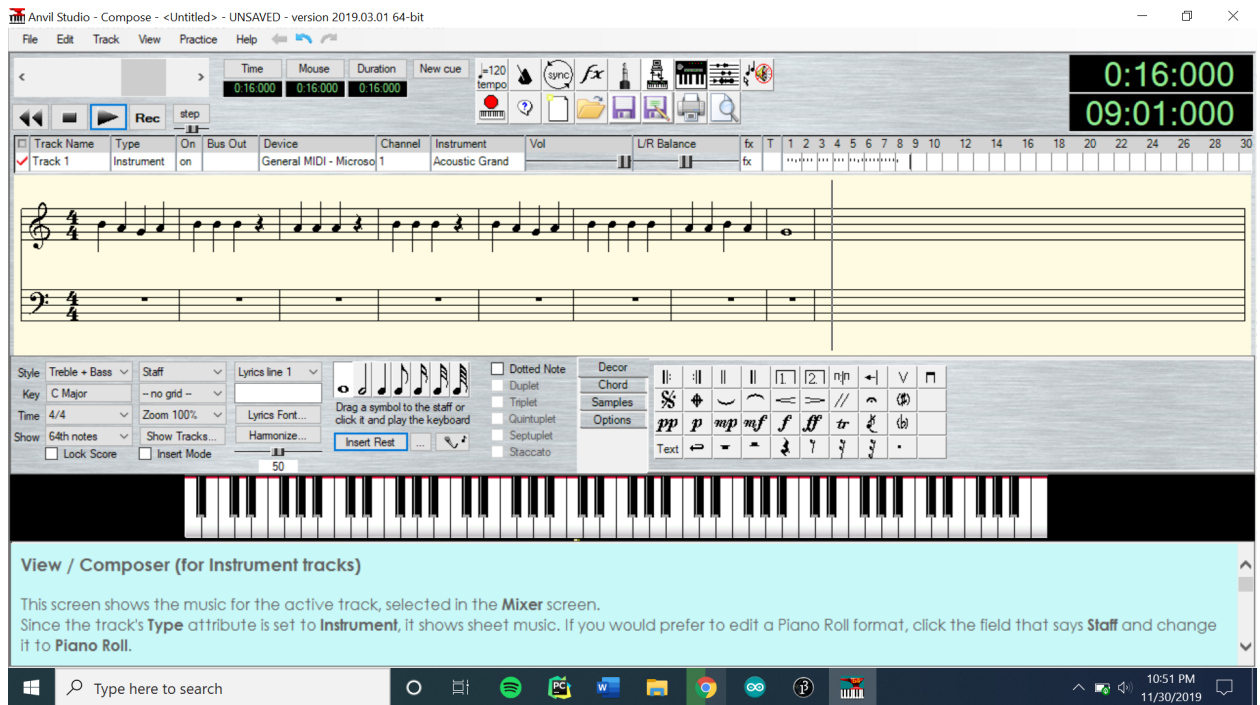 Anvil Studio - Compose - <Untitled> - UNSAVED - version 2019.03.01 64-bit
File Edit Track View Practice Help
Time Mouse Duration New cue
0:16:000 0:16:000 0:16:000
♩=120 tempo
sync
fx
0:16:000
09:01:000
Rec
step
Track Name Type On Bus Out Device Channel Instrument Vol L/R Balance fx T 1 2 3 4 5 6 7 8 9 10 12 14 16 18 20 22 24 26 28 30
Track 1 Instrument on General MIDI - Microso 1 Acoustic Grand fx
4 4
4 4
Style Treble + Bass Staff Lyrics line 1
Key C Major -- no grid --
Time 4/4 Zoom 100% Lyrics Font...
Show 64th notes Show Tracks... Harmonize...
Lock Score Insert Mode
50
Drag a symbol to the staff or
click it and play the keyboard
Insert Rest ...
Dotted Note
Duplet
Triplet
Quintuplet
Septuplet
Staccato
Decor
Chord
Samples
Options
1 2
pp p mp mf f ff tr
Text
View / Composer (for Instrument tracks)
This screen shows the music for the active track, selected in the Mixer screen.
Since the track's Type attribute is set to Instrument, it shows sheet music. If you would prefer to edit a Piano Roll format, click the field that says Staff and change
it to Piano Roll.
Type here to search
PC
W
10:51 PM
11/30/2019